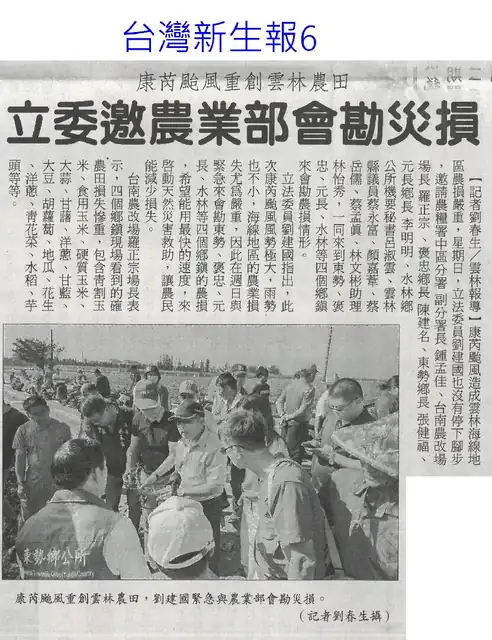 台灣新生報6
康芮颱風重創雲林農田
立委邀農業部會勘災損
【記者劉春生／雲林報導】康芮颱風造成雲林海線地
區農損嚴重，星期日，立法委員劉建國也沒有停下腳步
，邀請農糧署中區分署 副分署長 鍾孟佳、台南農改場
場長 羅正宗、褒忠鄉長 陳建名、東勢鄉長 張健福、
元長鄉長 李明明、水林鄉
公所機要秘書呂淑雲、雲林
縣議員蔡永富、顏嘉葦、蔡
岳儒、蔡孟真、林文彬助理
林怡秀，一同來到東勢、褒
忠、元長、水林等四個鄉鎮
來會勘農損情形。
立法委員劉建國指出，此
次康芮颱風風勢極大，雨勢
也不小，海線地區的農業損
失尤為嚴重，因此在週日與
緊急來會勘東勢、褒忠、元
長、水林等四個鄉鎮的農損
，希望能用最快的速度，來
啓動天然災害救助，讓農民
能減少損失。
台南農改場羅正宗場長表
示，四個鄉鎮現場看到的確
農田損失慘重，包含青割玉
米、食用玉米、硬質玉米、
大蒜、甘藷、洋蔥、甘藍、
大豆、胡蘿蔔、地瓜、花生
、洋蔥、青花菜、水稻、芋
頭等等。
東勢鄉公所
康芮颱風重創雲林農田，劉建國緊急與農業部會勘災損。
（記者劉春生攝）